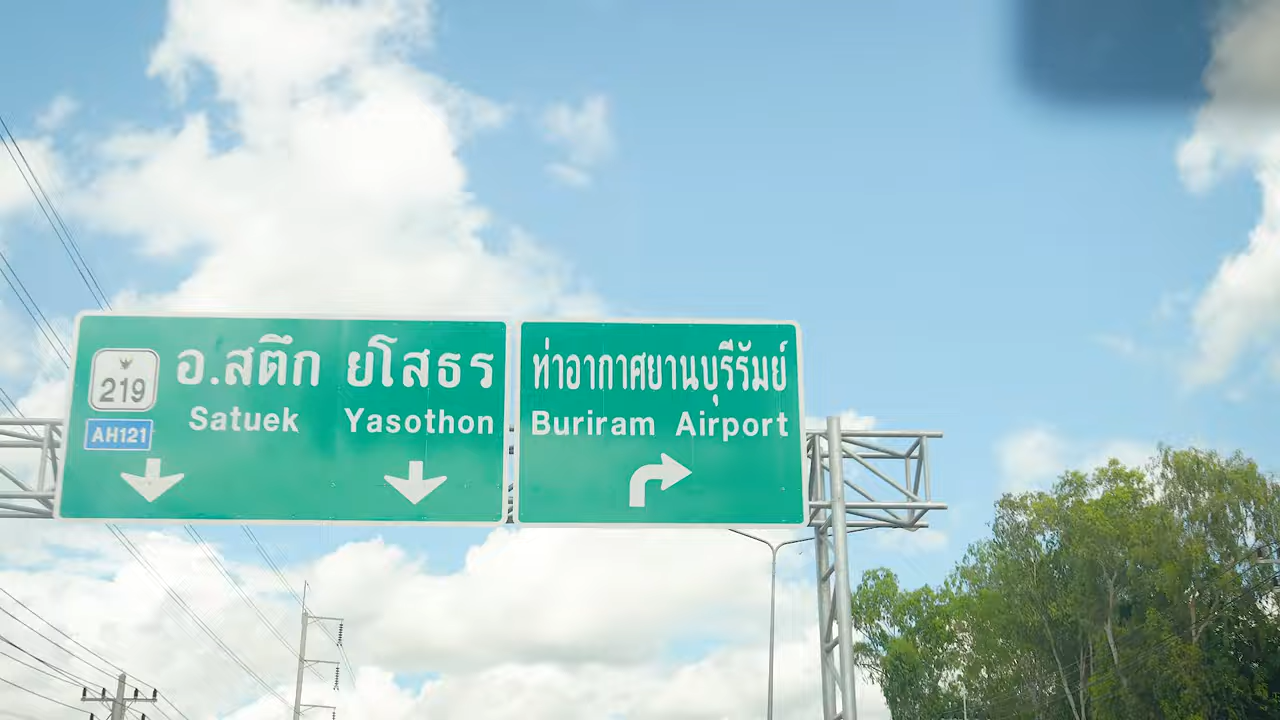 219
AH121
อ.สตึก ยโสธร
Satuek Yasothon
ท่าอากาศยานบุรีรัมย์
Buriram Airport